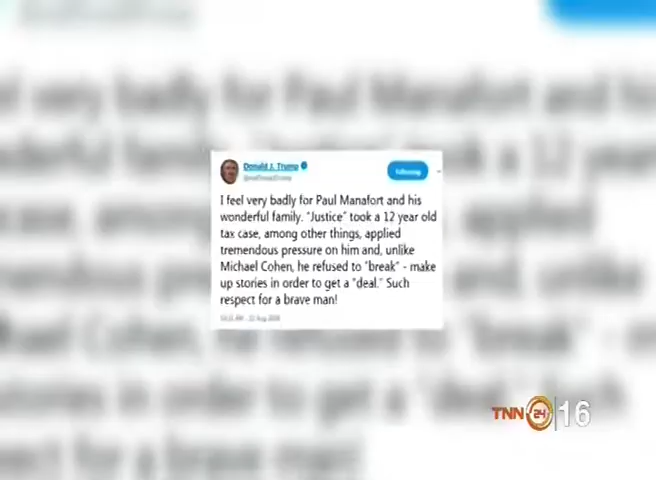 Donald J. Trump
Following
I feel very badly for Paul Manafort and his
wonderful family. "Justice" took a 12 year old
tax case, among other things, applied
tremendous pressure on him and, unlike
Michael Cohen, he refused to "break" - make
up stories in order to get a "deal." Such
respect for a brave man!
TNN 24 16